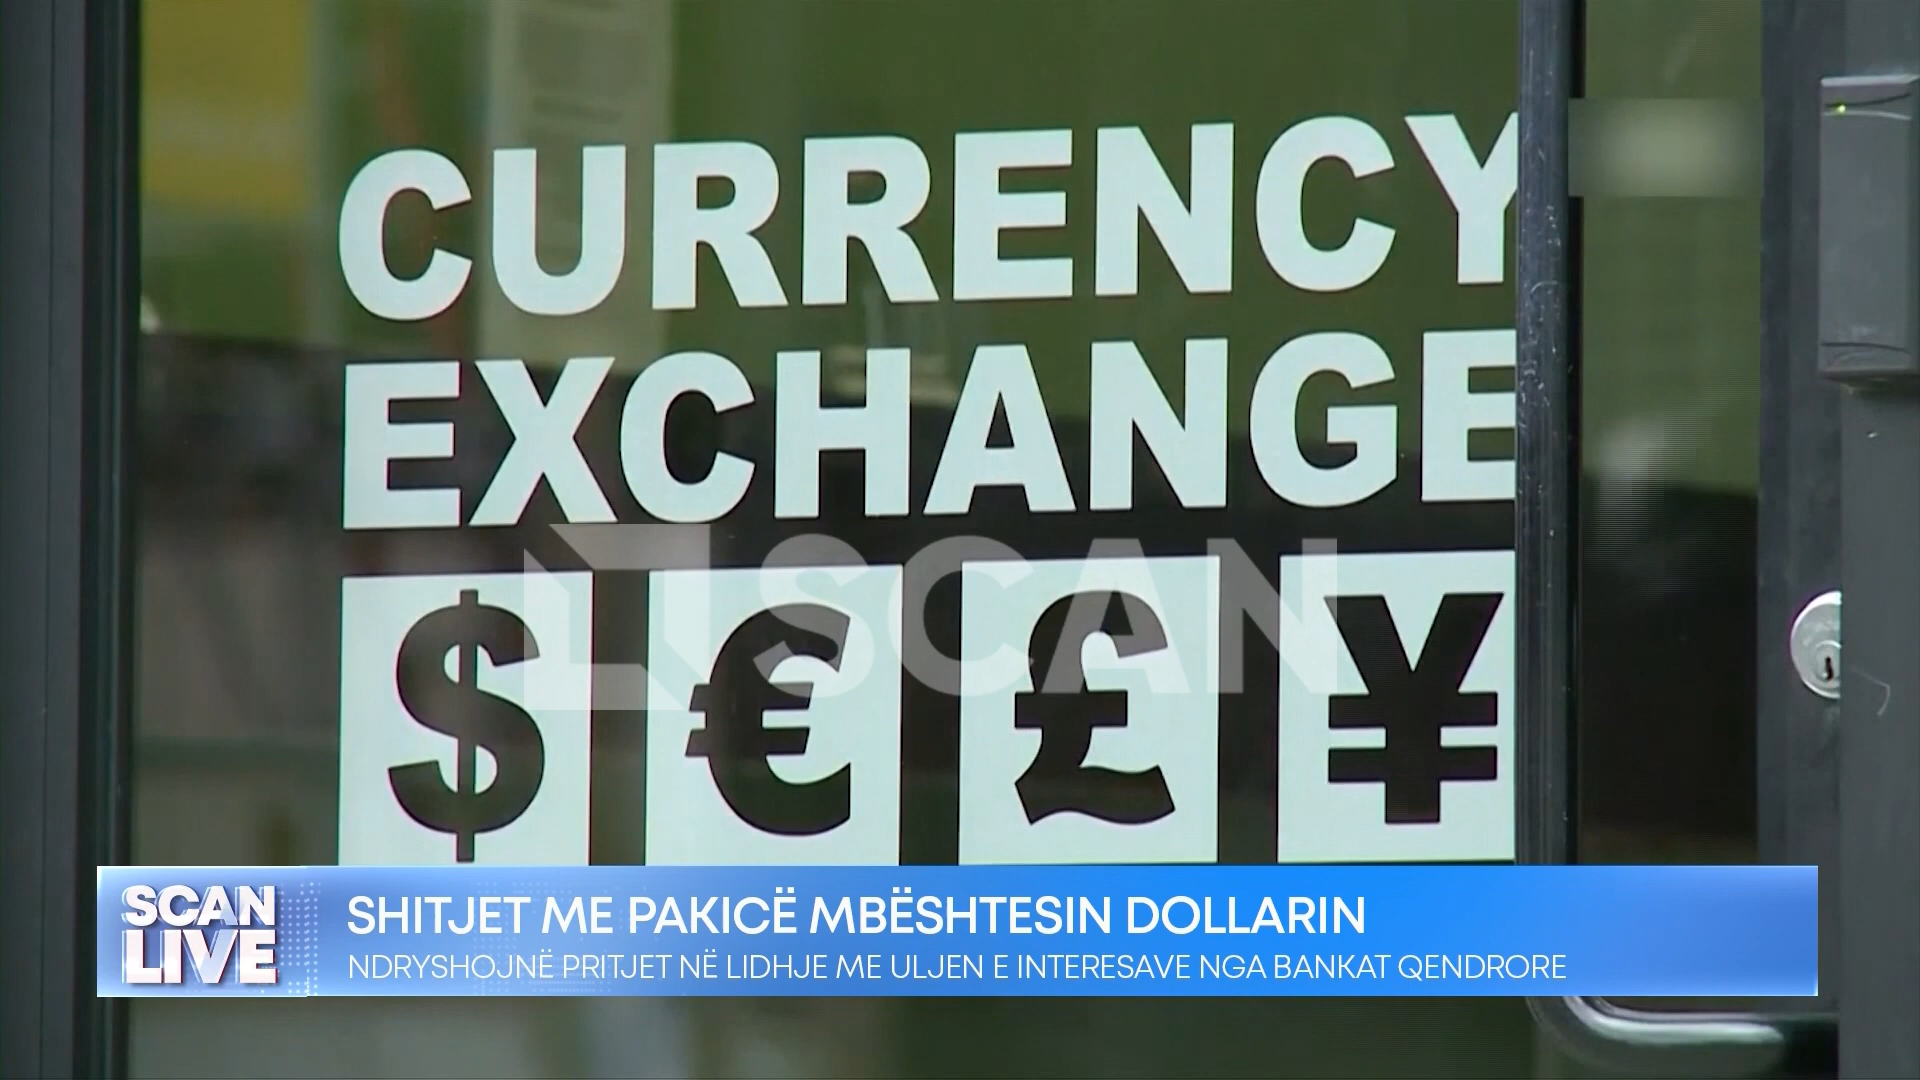 CURRENCY
EXCHANGE
SCAN
$ € £ ¥
SCAN
LIVE
SHITJET ME PAKICË MBËSHTESIN DOLLARIN
NDRYSHOJNË PRITJET NË LIDHJE ME ULJEN E INTERESAVE NGA BANKAT QENDRORE